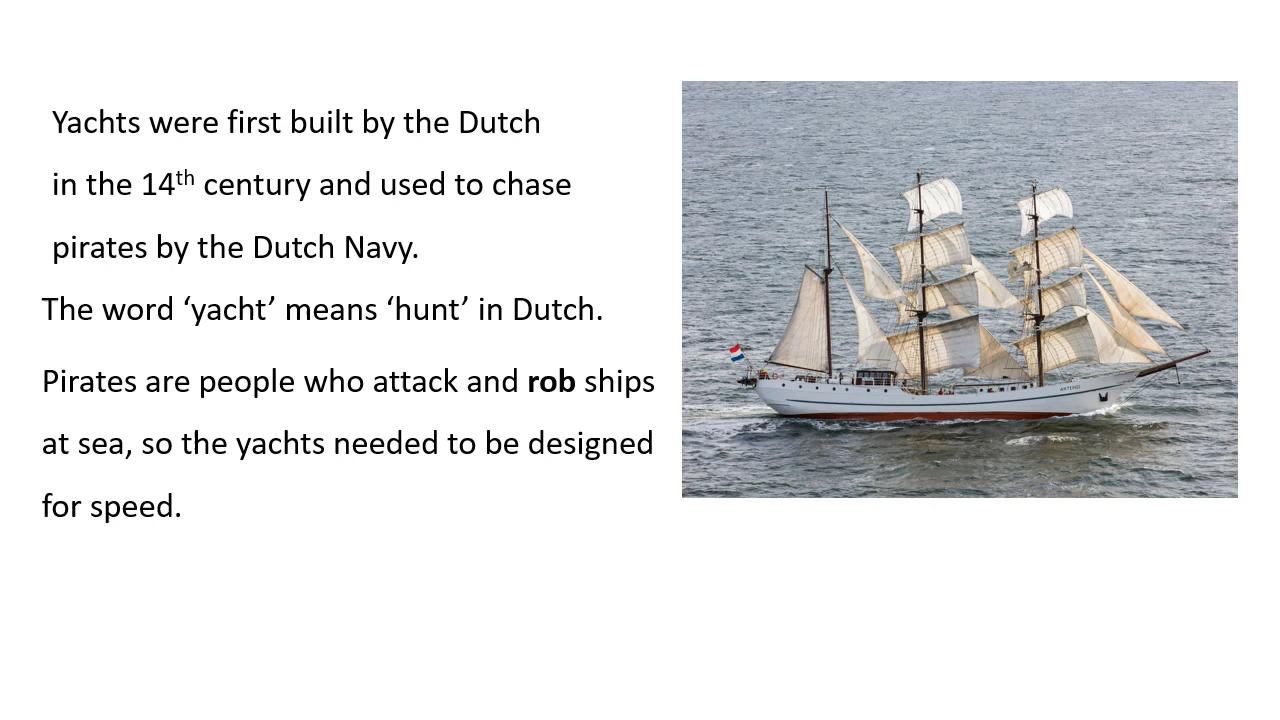 Yachts were first built by the Dutch
in the 14th century and used to chase
pirates by the Dutch Navy.
The word ‘yacht’ means ‘hunt’ in Dutch.
Pirates are people who attack and rob ships
at sea, so the yachts needed to be designed
for speed.
ARTEMIS